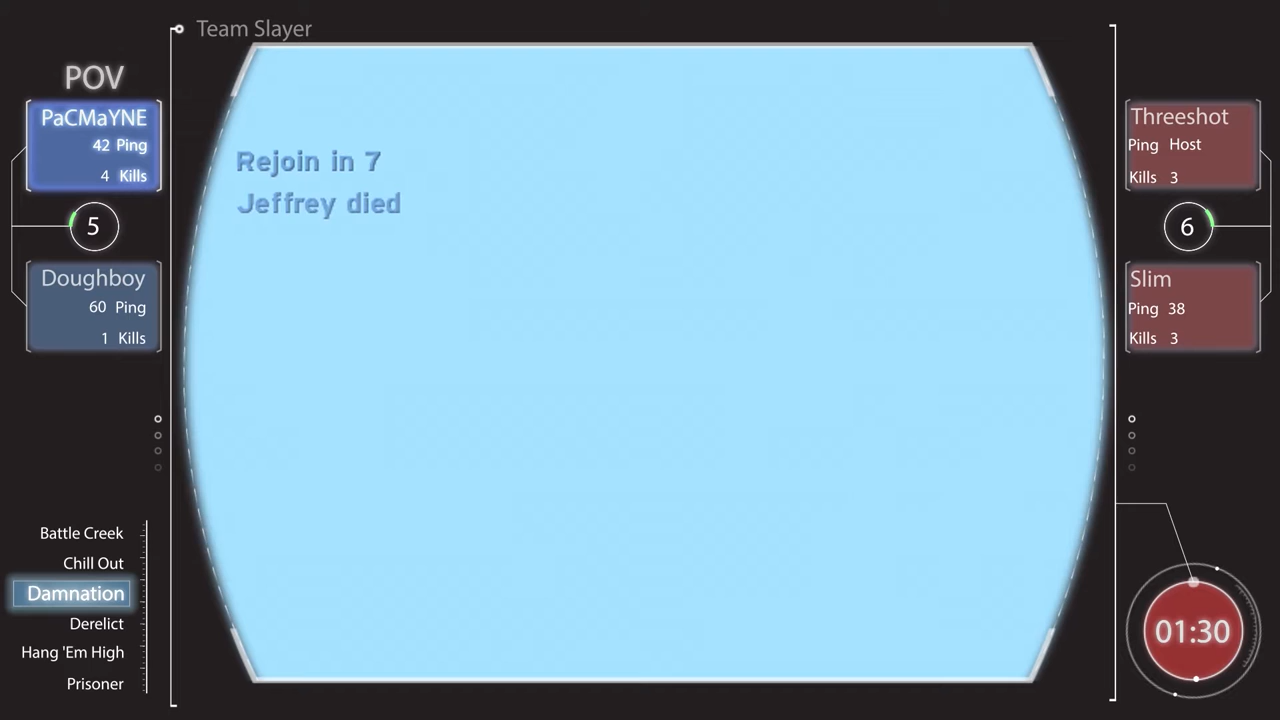 Team Slayer
POV
PaCMaYNE
42 Ping
4 Kills
5
Doughboy
60 Ping
1 Kills
Rejoin in 7
Jeffrey died
Threeshot
Ping Host
Kills 3
6
Slim
Ping 38
Kills 3
Battle Creek
Chill Out
Damnation
Derelict
Hang 'Em High
Prisoner
01:30